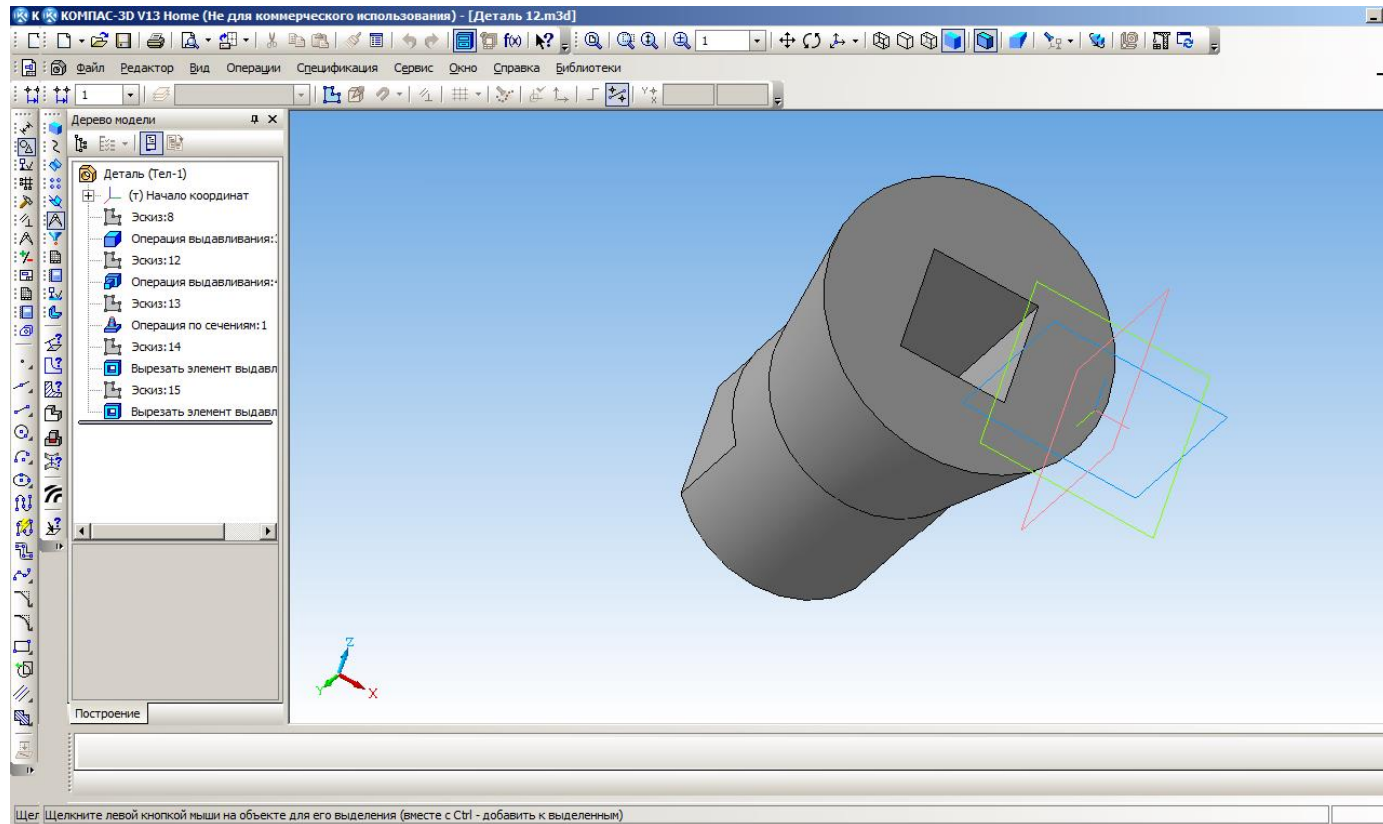 КОМПАС-3D V13 Home (Не для коммерческого использования) - [Деталь 12.m3d]
1
Файл Редактор Вид Операции Спецификация Сервис Окно Справка Библиотеки
1
Дерево модели
Деталь (Тел-1)
(т) Начало координат
Эскиз:8
Операция выдавливания:
Эскиз:12
Операция выдавливания:
Эскиз:13
Операция по сечениям:1
Эскиз:14
Вырезать элемент выдавл
Эскиз:15
Вырезать элемент выдавл
Z
Y
X
Построение
Щел Щелкните левой кнопкой мыши на объекте для его выделения (вместе с Ctrl - добавить к выделенным)